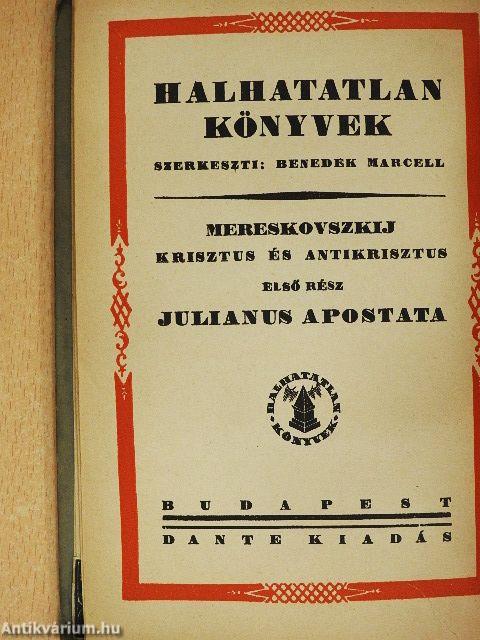 HALHATATLAN
KÖNYVEK
SZERKESZTI: BENEDEK MARCELL
MERESKOVSZKIJ
KRISZTUS ÉS ANTIKRISZTUS
ELSŐ RÉSZ
JULIANUS APOSTATA
HALHATATLAN
KÖNYVEK
BUDAPEST
DANTE KIADÁS
Antikvárium.hu